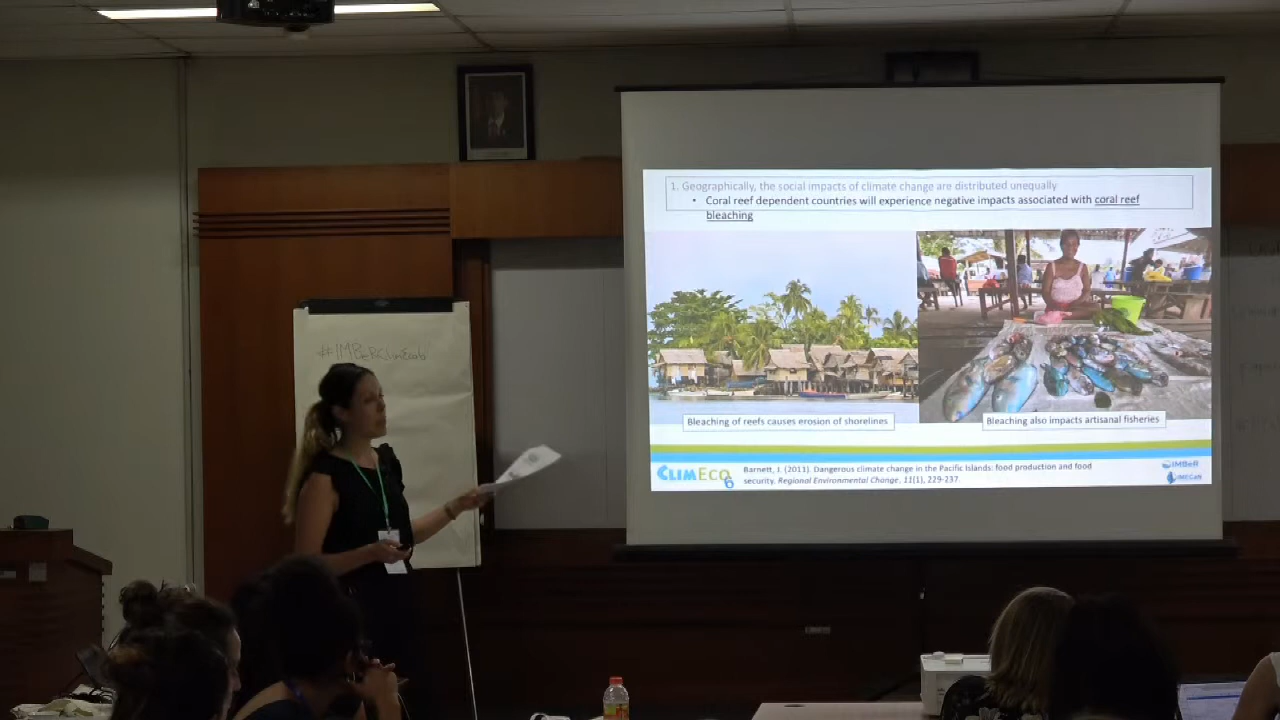 #IMBeRClimEco6
1. Geographically, the social impacts of climate change are distributed unequally
• Coral reef dependent countries will experience negative impacts associated with coral reef
bleaching
Bleaching of reefs causes erosion of shorelines
Bleaching also impacts artisanal fisheries
CLIMECO6
Barnett, J. (2011). Dangerous climate change in the Pacific Islands: food production and food
security. Regional Environmental Change. 11(1), 229-237.
IMBeR